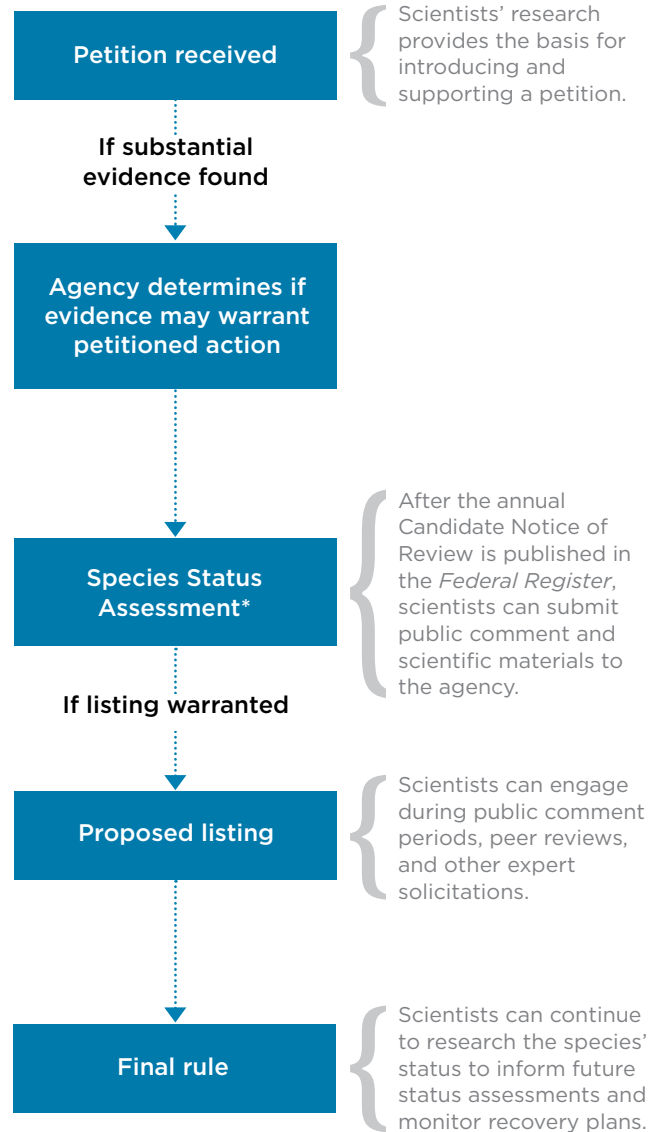 Petition received
Scientists’ research
provides the basis for
introducing and
supporting a petition.
If substantial
evidence found
Agency determines if
evidence may warrant
petitioned action
Species Status
Assessment*
After the annual
Candidate Notice of
Review is published in
the Federal Register,
scientists can submit
public comment and
scientific materials to
the agency.
If listing warranted
Proposed listing
Scientists can engage
during public comment
periods, peer reviews,
and other expert
solicitations.
Final rule
Scientists can continue
to research the species’
status to inform future
status assessments and
monitor recovery plans.